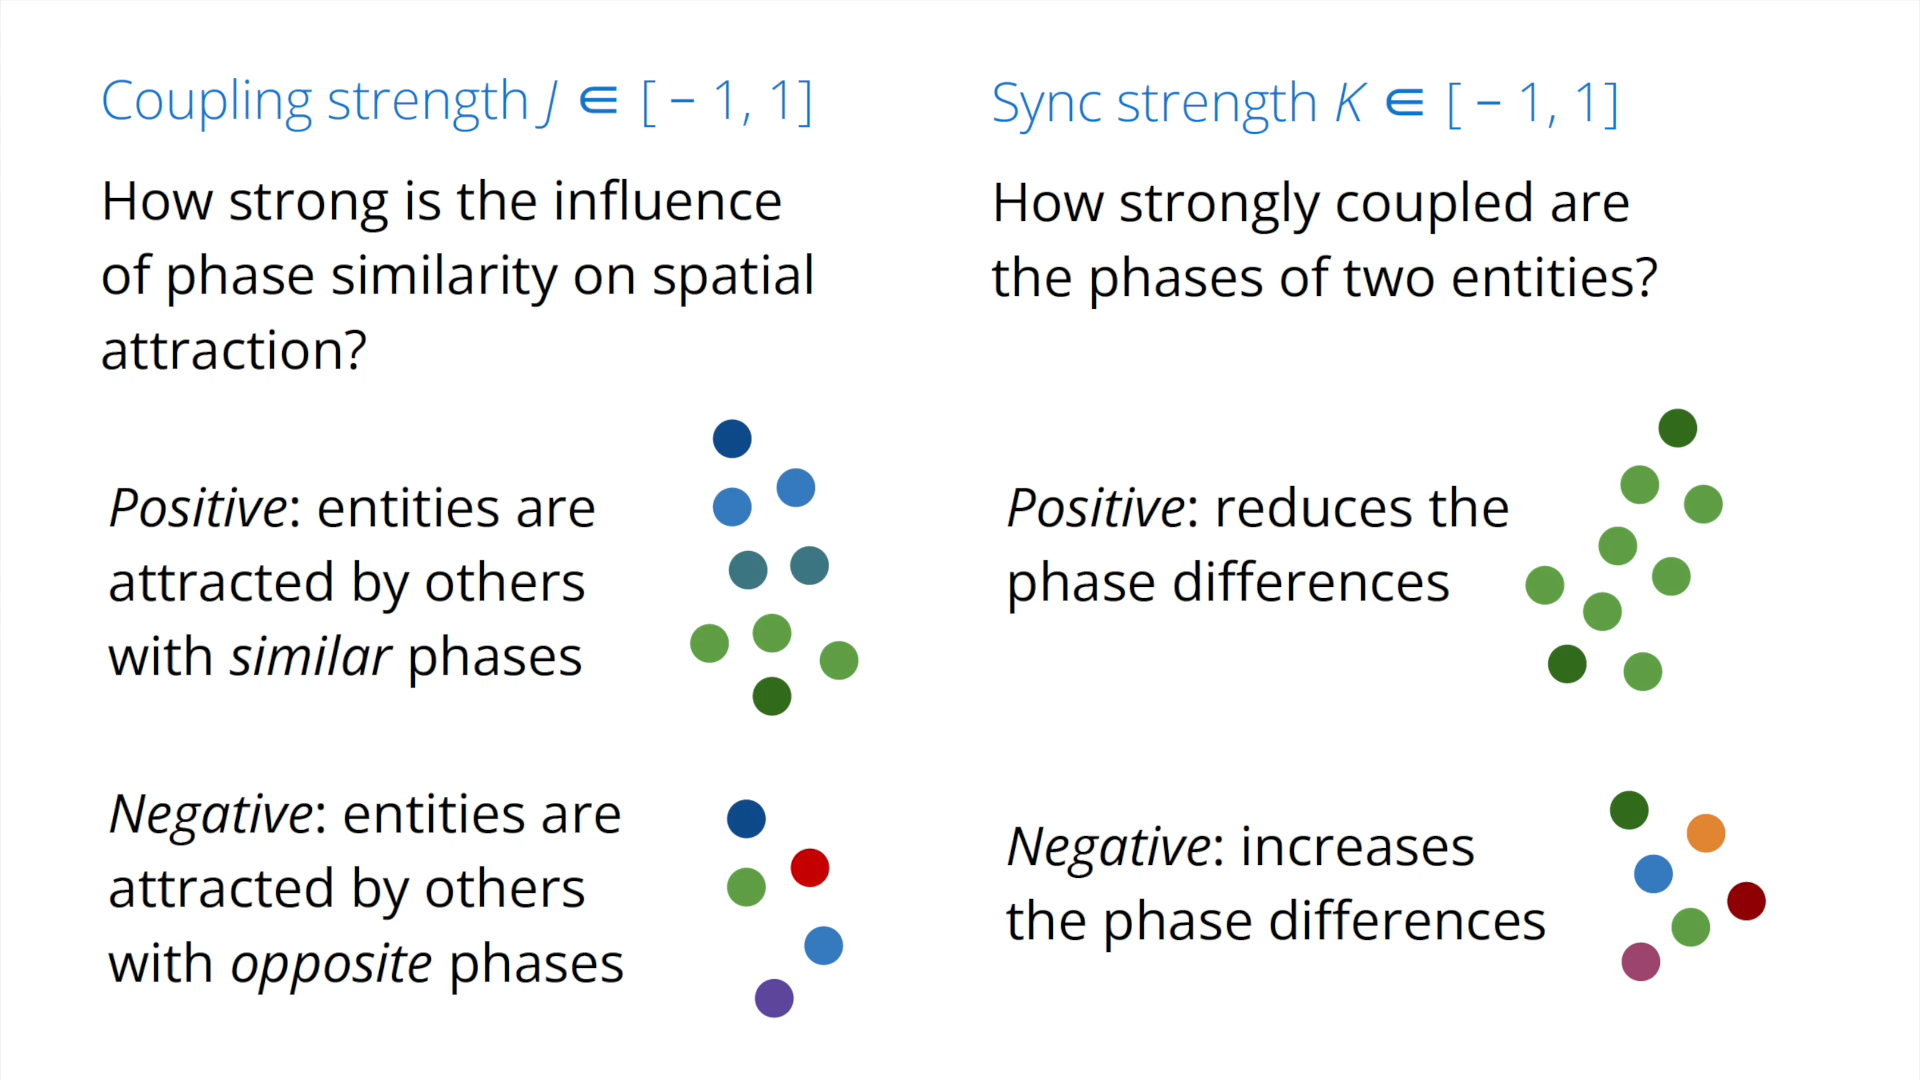 Coupling strength J ∈ [ − 1, 1]
How strong is the influence
of phase similarity on spatial
attraction?
Positive: entities are
attracted by others
with similar phases
Negative: entities are
attracted by others
with opposite phases
Sync strength K ∈ [ − 1, 1]
How strongly coupled are
the phases of two entities?
Positive: reduces the
phase differences
Negative: increases
the phase differences